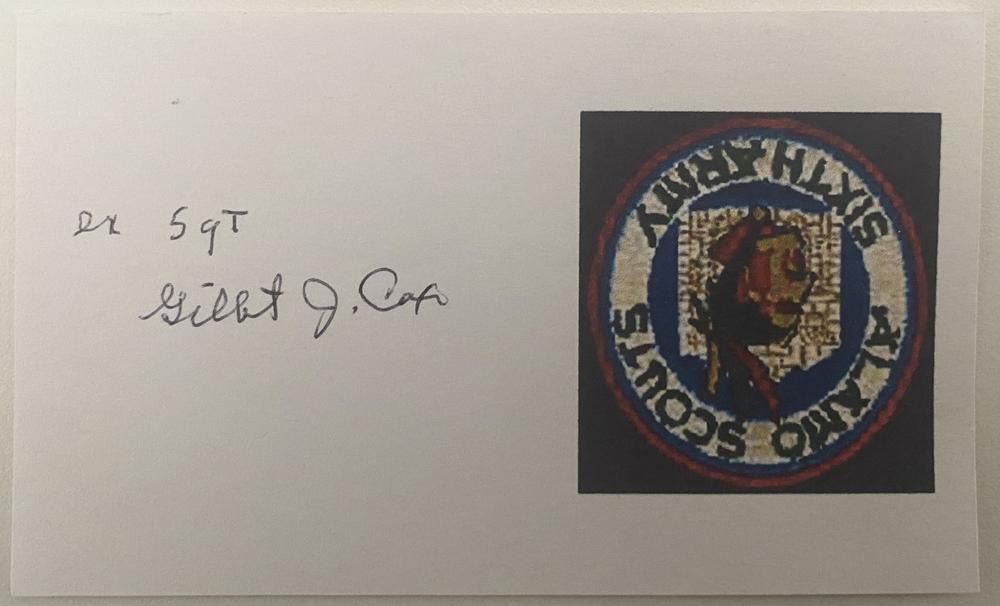 ex SgT
Gilbt J. Cox
ALAMO SCOUTS
SIXTH ARMY